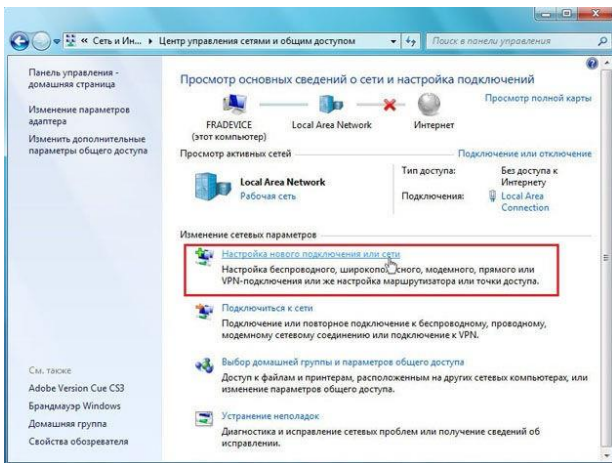 « Сеть и Ин... ▸ Центр управления сетями и общим доступом
Поиск в панели управления
Панель управления -
домашняя страница
Изменение параметров
адаптера
Изменить дополнительные
параметры общего доступа
См. также
Adobe Version Cue CS3
Брандмауэр Windows
Домашняя группа
Свойства обозревателя
Просмотр основных сведений о сети и настройка подключений
Просмотр полной карты
FRADEVICE
(этот компьютер)
Local Area Network
Интернет
Просмотр активных сетей
Подключение или отключение
Local Area Network
Рабочая сеть
Тип доступа: Без доступа к
Интернету
Подключения: Local Area
Connection
Изменение сетевых параметров
Настройка нового подключения или сети
Настройка беспроводного, широкополосного, модемного, прямого или
VPN-подключения или же настройка маршрутизатора или точки доступа.
Подключиться к сети
Подключение или повторное подключение к беспроводному, проводному,
модемному сетевому соединению или подключение к VPN.
Выбор домашней группы и параметров общего доступа
Доступ к файлам и принтерам, расположенным на других сетевых компьютерах, или
изменение параметров общего доступа.
Устранение неполадок
Диагностика и исправление сетевых проблем или получение сведений об
исправлении.